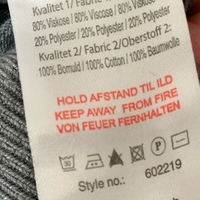 Kvalitet 1/ Fabric
80% Viskose / 80% Viscose / 80% Viscose
20% Polyester / 20% Polyester / 20% Polyester
Kvalitet 2/ Fabric 2/Oberstoff 2:
100% Bomuld / 100% Cotton / 100% Baumwolle
HOLD AFSTAND TIL ILD
KEEP AWAY FROM FIRE
VON FEUER FERNHALTEN
P
Style no.: 602219